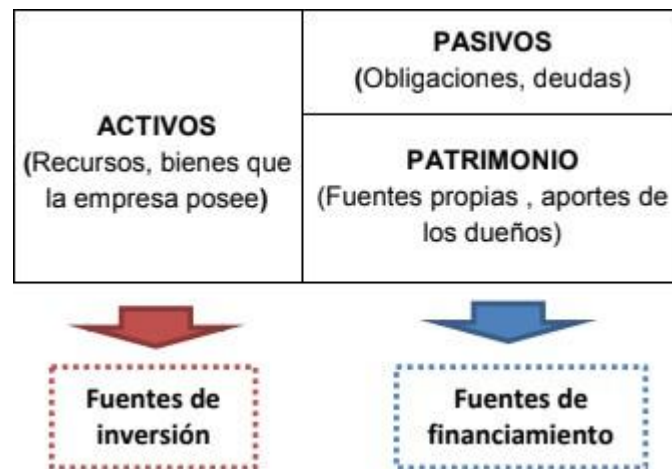 ACTIVOS
(Recursos, bienes que
la empresa posee)
PASIVOS
(Obligaciones, deudas)
PATRIMONIO
(Fuentes propias , aportes de
los dueños)
Fuentes de
inversión
Fuentes de
financiamiento